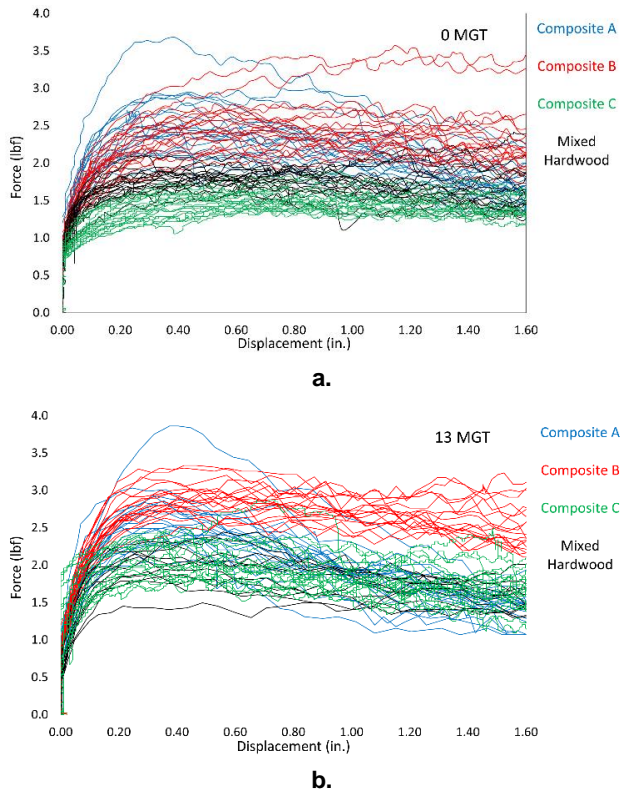 0 MGT
Composite A
Composite B
Composite C
Mixed
Hardwood
Force (lbf)
4.0
3.5
3.0
2.5
2.0
1.5
1.0
0.5
0.0
0.00 0.20 0.40 0.60 0.80 1.00 1.20 1.40 1.60
Displacement (in.)
a.
13 MGT
Composite A
Composite B
Composite C
Mixed
Hardwood
Force (lbf)
4.0
3.5
3.0
2.5
2.0
1.5
1.0
0.5
0.0
0.00 0.20 0.40 0.60 0.80 1.00 1.20 1.40 1.60
Displacement (in.)
b.